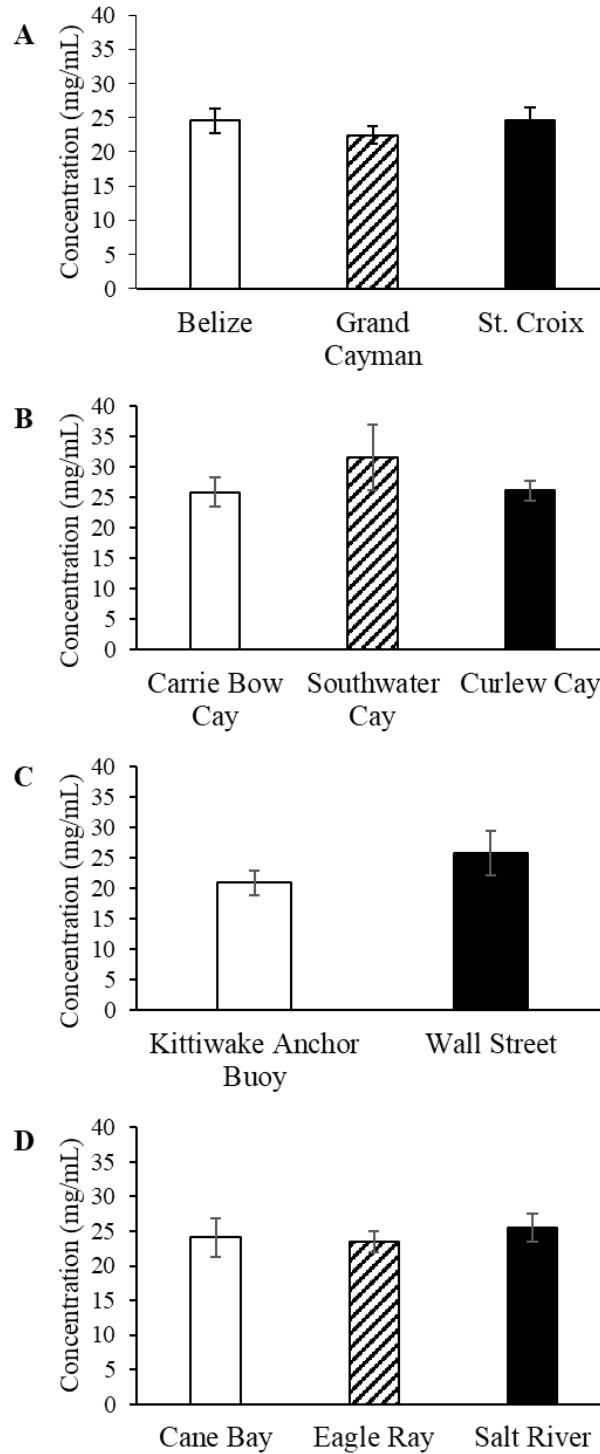 A
Concentration (mg/mL)
40
35
30
25
20
15
10
5
0
Belize
Grand
Cayman
St. Croix
B
Concentration (mg/mL)
40
35
30
25
20
15
10
5
0
Carrie Bow
Cay
Southwater
Cay
Curlew Cay
C
Concentration (mg/mL)
40
35
30
25
20
15
10
5
0
Kittiwake Anchor
Buoy
Wall Street
D
Concentration (mg/mL)
40
35
30
25
20
15
10
5
0
Cane Bay
Eagle Ray
Salt River